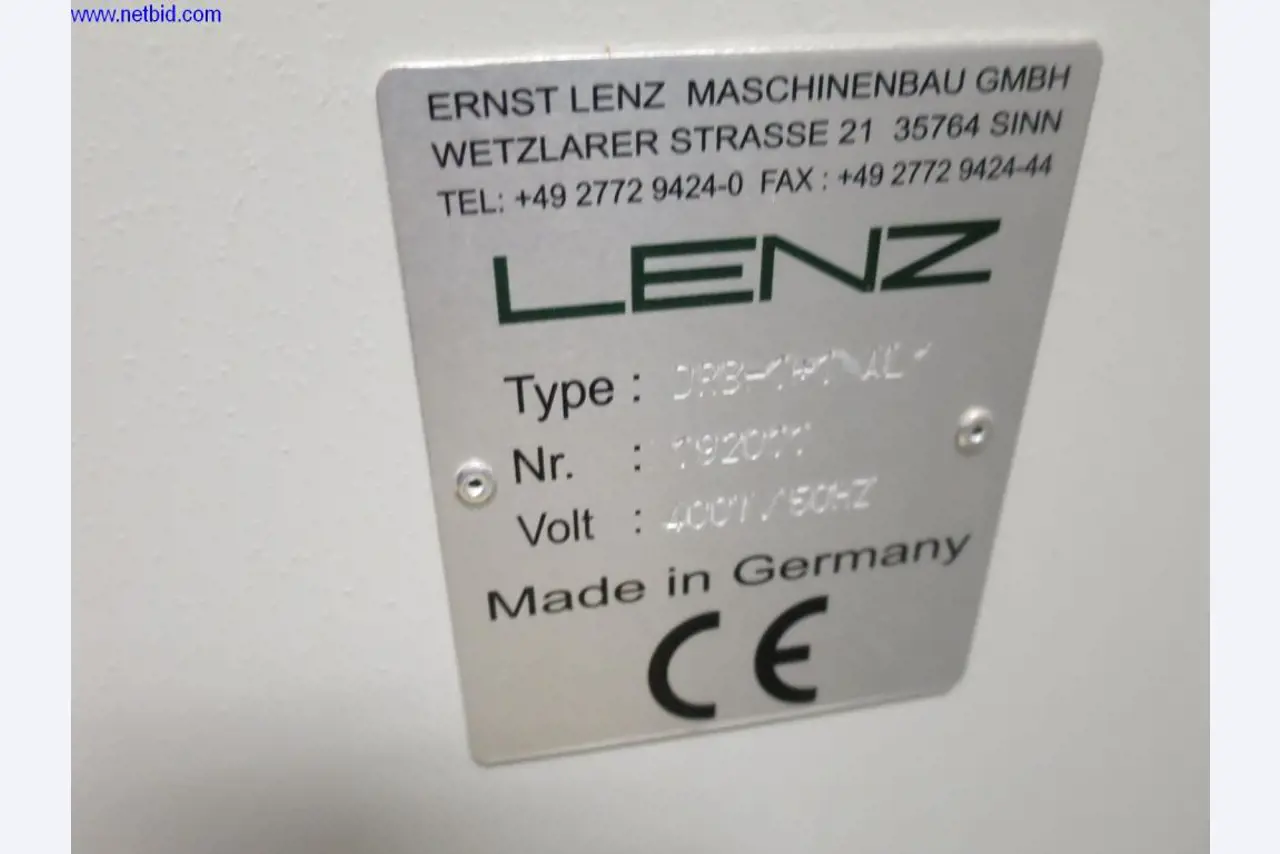 www.netbid.com
ERNST LENZ MASCHINENBAU GMBH
WETZLARER STRASSE 21 35764 SINN
TEL: +49 2772 9424-0 FAX : +49 2772 9424-44
LENZ
Type :
Nr. :
Volt :
Made in Germany
CE